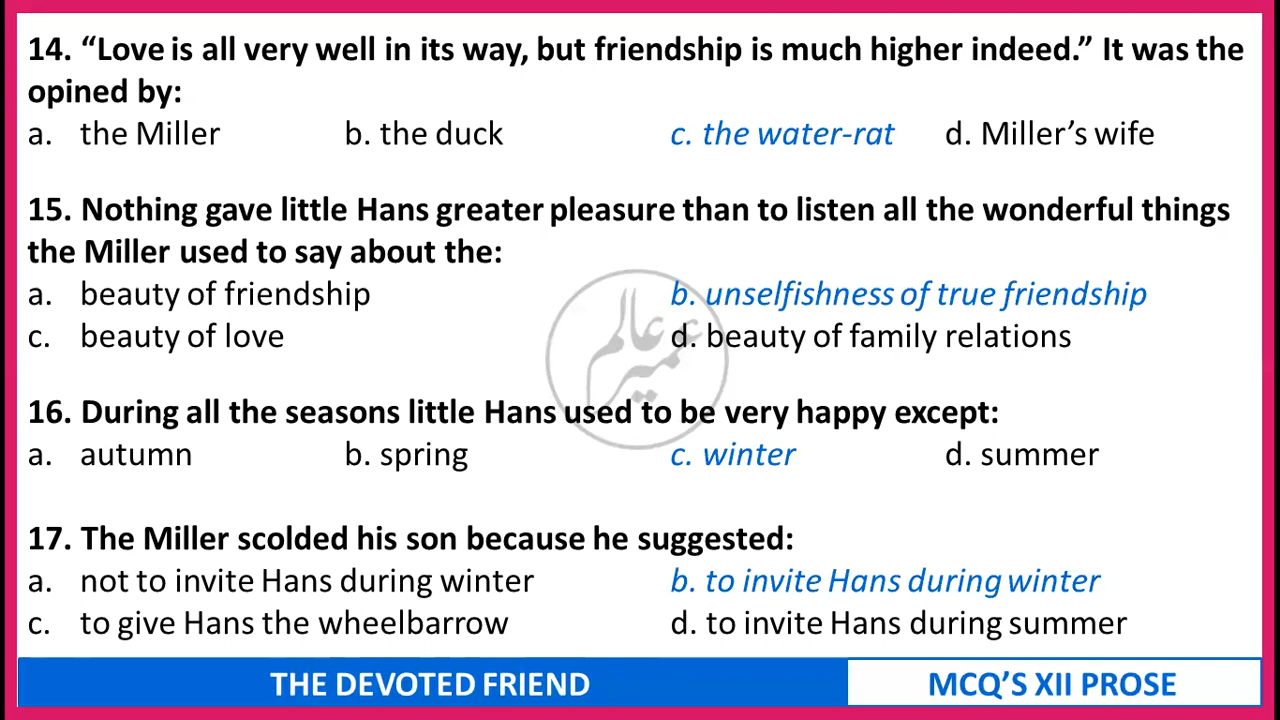 14. “Love is all very well in its way, but friendship is much higher indeed.” It was the
opined by:
a. the Miller b. the duck c. the water-rat d. Miller’s wife
15. Nothing gave little Hans greater pleasure than to listen all the wonderful things
the Miller used to say about the:
a. beauty of friendship b. unselfishness of true friendship
c. beauty of love d. beauty of family relations
عمیر عالم
16. During all the seasons little Hans used to be very happy except:
a. autumn b. spring c. winter d. summer
17. The Miller scolded his son because he suggested:
a. not to invite Hans during winter b. to invite Hans during winter
c. to give Hans the wheelbarrow d. to invite Hans during summer
THE DEVOTED FRIEND MCQ’S XII PROSE